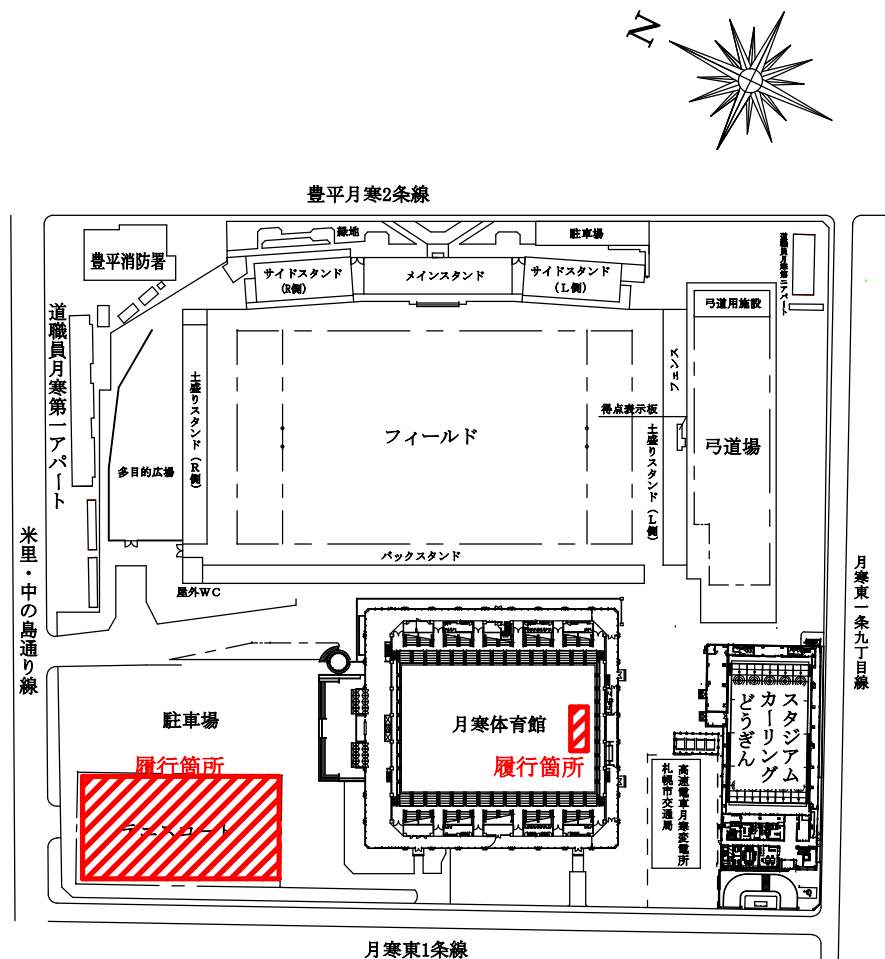 N
豊平月寒2条線
緑地
駐車場
豊平消防署
サイドスタンド
(R側)
メインスタンド
サイドスタンド
(L側)
道職員月寒第二アパート
弓道用施設
道職員月寒第一アパート
土盛りスタンド(R側)
フェンス
得点表示板
フィールド
土盛りスタンド(L側)
弓道場
多目的広場
バックスタンド
屋外WC
米里・中の島通り線
月寒東一条九丁目線
駐車場
月寒体育館
履行箇所
履行箇所
テニスコート
どうぎん
カーリング
スタジアム
札幌市交通局
高速電車月寒変電所
月寒東1条線